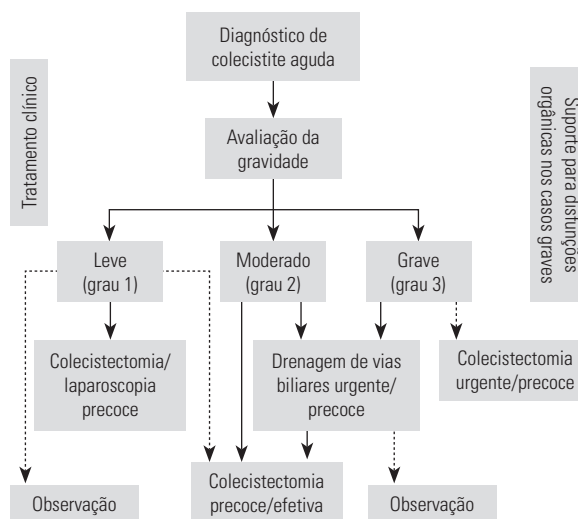 Diagnóstico de
colecistite aguda
Tratamento clínico
Suporte para distunções
orgânicas nos casos graves
Avaliação da
gravidade
Leve
(grau 1)
Moderado
(grau 2)
Grave
(grau 3)
Colecistectomia/
laparoscopia
precoce
Drenagem de vias
biliares urgente/
precoce
Colecistectomia
urgente/precoce
Observação
Colecistectomia
precoce/efetiva
Observação